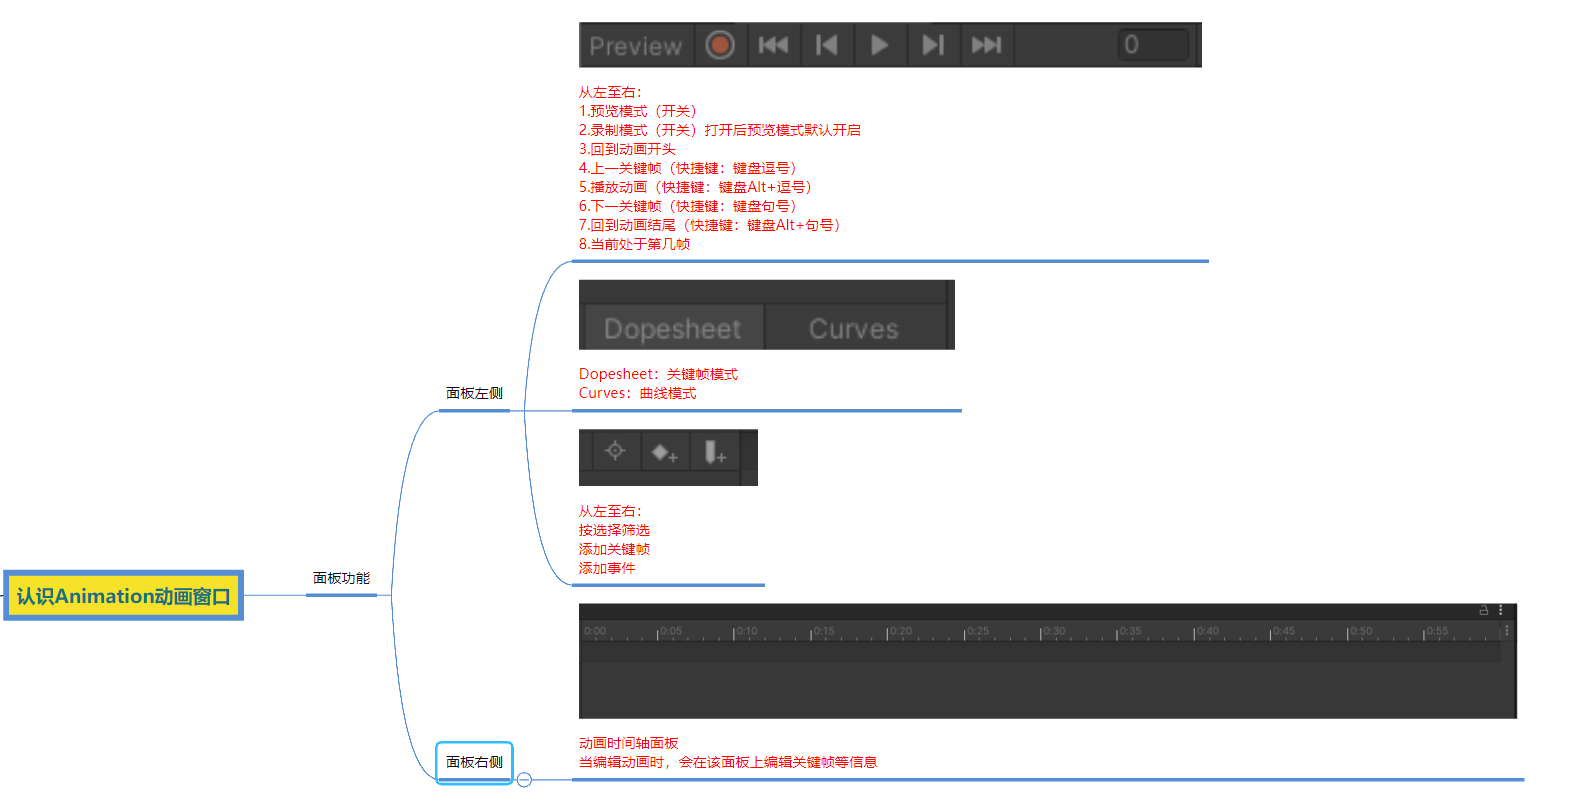 Preview
0
从左至右：
1.预览模式（开关）
2.录制模式（开关）打开后预览模式默认开启
3.回到动画开头
4.上一关键帧（快捷键：键盘逗号）
5.播放动画（快捷键：键盘Alt+逗号）
6.下一关键帧（快捷键：键盘句号）
7.回到动画结尾（快捷键：键盘Alt+句号）
8.当前处于第几帧
Dopesheet Curves
Dopesheet：关键帧模式
Curves：曲线模式
面板左侧
从左至右：
按选择筛选
添加关键帧
添加事件
面板功能
认识Animation动画窗口
0:00 0:05 0:10 0:15 0:20 0:25 0:30 0:35 0:40 0:45 0:50 0:55
动画时间轴面板
当编辑动画时，会在该面板上编辑关键帧等信息
面板右侧